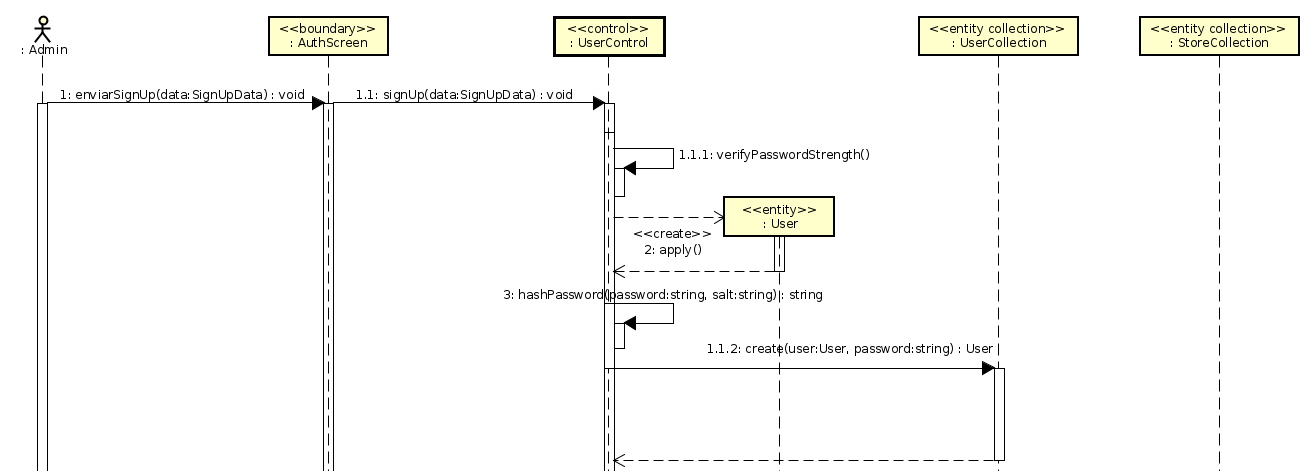 : Admin
<<boundary>>
: AuthScreen
<<control>>
: UserControl
<<entity collection>>
: UserCollection
<<entity collection>>
: StoreCollection
1: enviarSignUp(data:SignUpData) : void
1.1: signUp(data:SignUpData) : void
1.1.1: verifyPasswordStrength()
<<entity>>
: User
<<create>>
2: apply()
3: hashPassword(password:string, salt:string) : string
1.1.2: create(user:User, password:string) : User